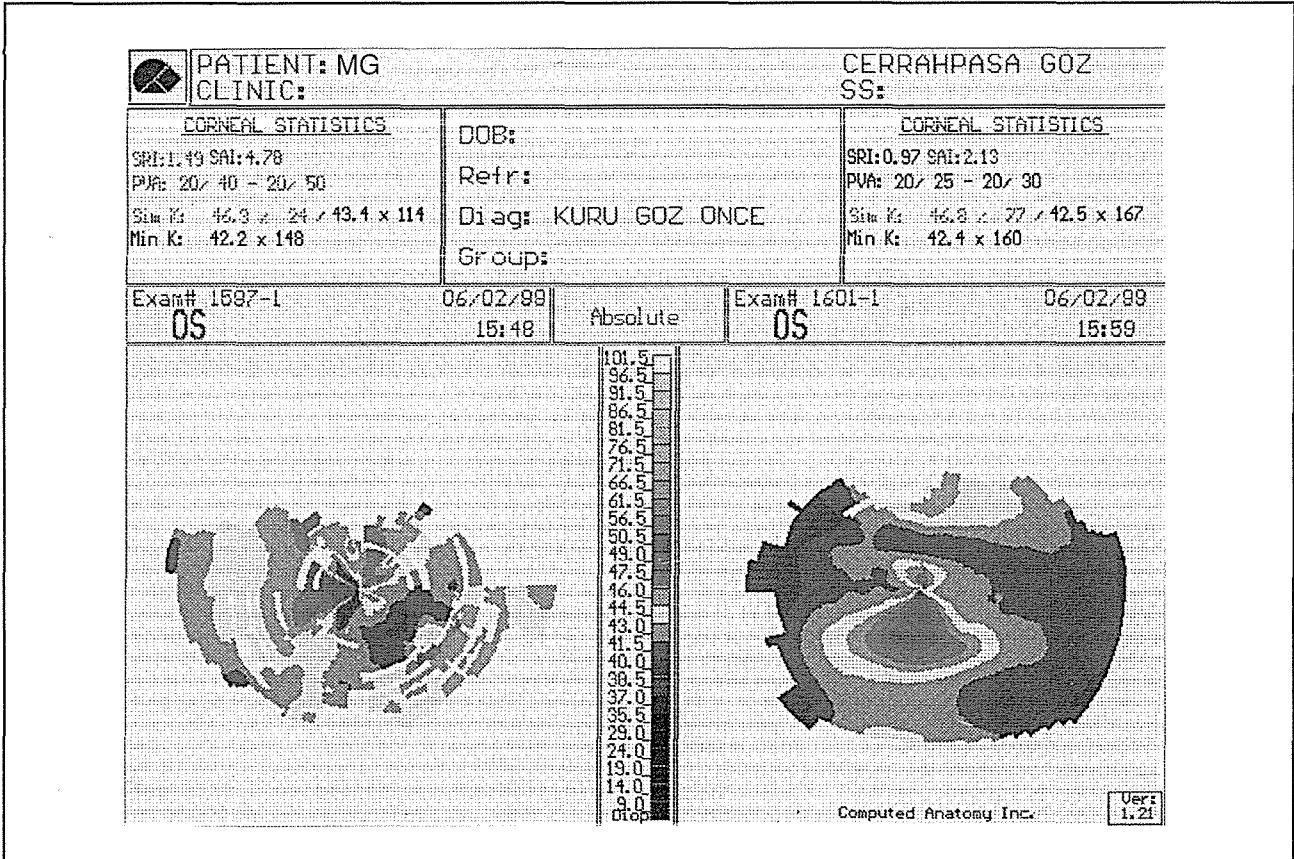 PATIENT: MG
CERRAHPASA GOZ
CLINIC:
SS:
CORNEAL STATISTICS
SRI:1.49 SAI:4.78
PVA: 20/ 40 - 20/ 50
Sim K: 46.3 x 24 / 43.4 x 114
Min K: 42.2 x 148
DOB:
Refr:
Diag: KURU GOZ ONCE
Group:
CORNEAL STATISTICS
SRI:0.97 SAI:2.13
PVA: 20/ 25 - 20/ 30
Sim K: 46.8 x 77 / 42.5 x 167
Min K: 42.4 x 160
Exam# 1597-1
06/02/99
OS
15:48
Absolute
Exam# 1601-1
06/02/99
OS
15:59
101.5
96.5
91.5
86.5
81.5
76.5
71.5
66.5
61.5
56.5
50.5
49.0
47.5
46.0
44.5
43.0
41.5
40.0
38.5
37.0
35.5
29.0
24.0
19.0
14.0
9.0
Diop
Computed Anatomy Inc.
Ver:
1.21